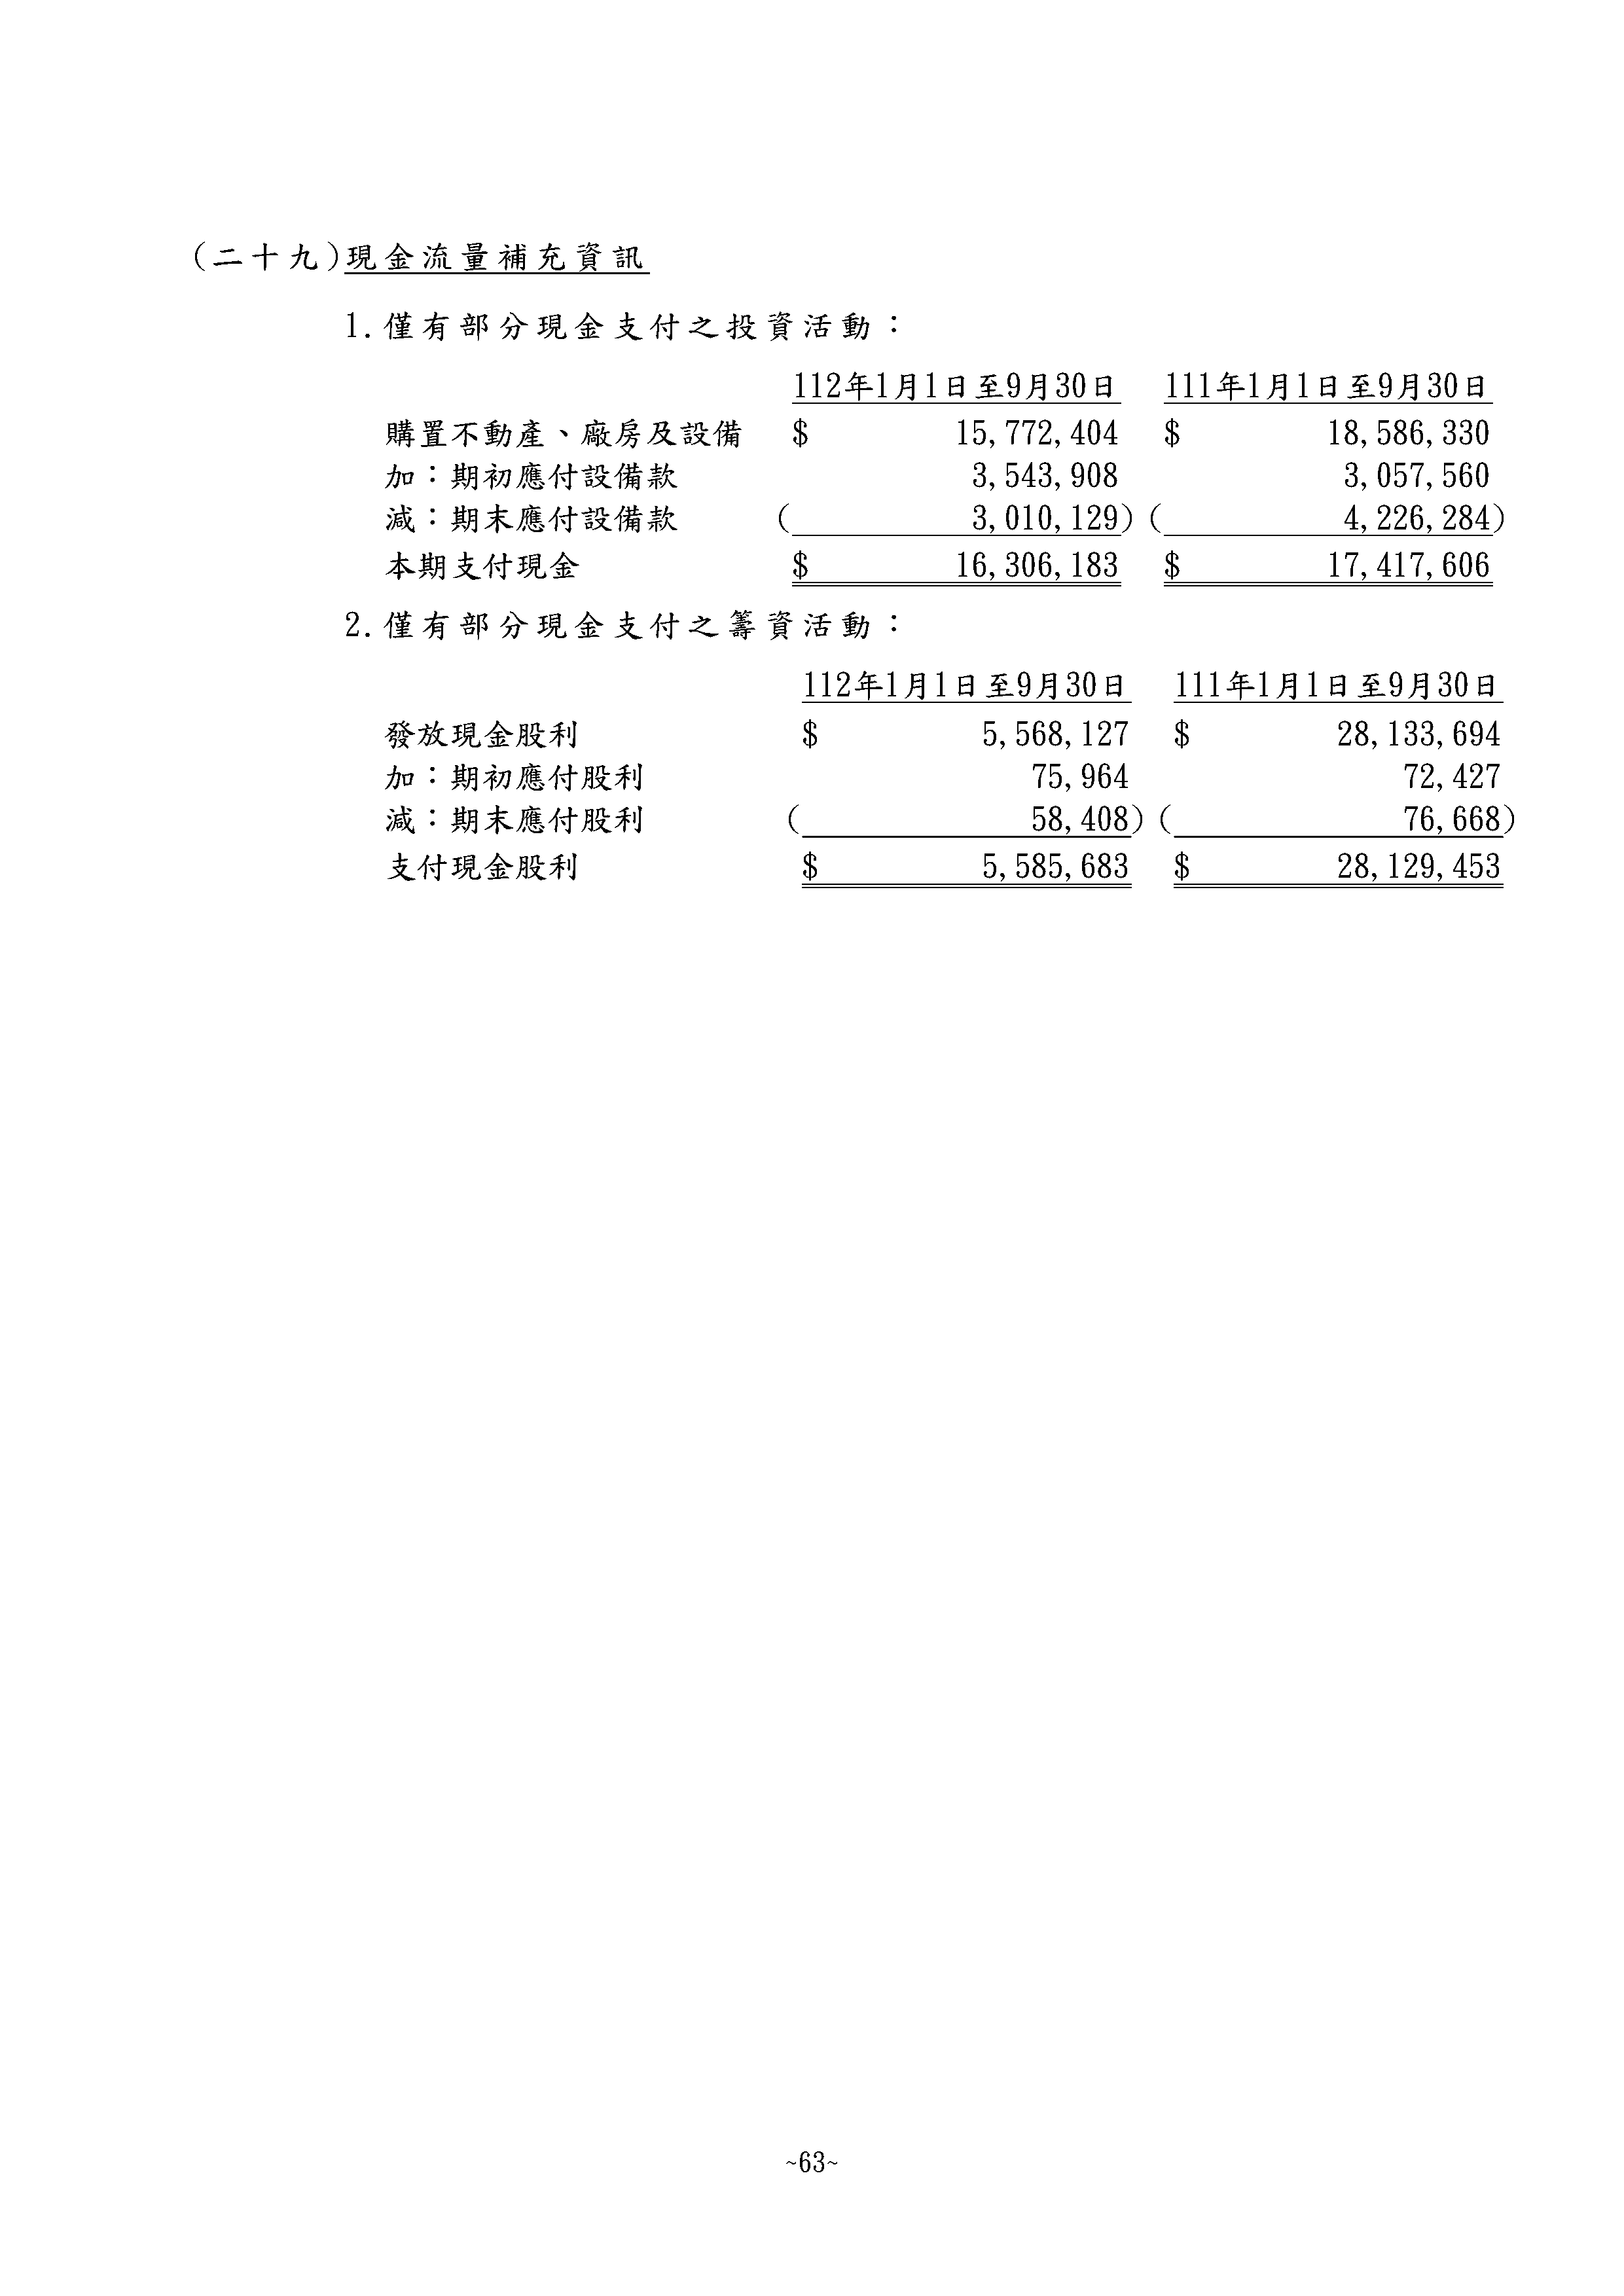 (二十九)現金流量補充資訊
1.僅有部分現金支付之投資活動：
112年1月1日至9月30日 111年1月1日至9月30日
購置不動產、廠房及設備 $ 15,772,404 $ 18,586,330
加：期初應付設備款 3,543,908 3,057,560
減：期末應付設備款 ( 3,010,129) ( 4,226,284)
本期支付現金 $ 16,306,183 $ 17,417,606
2.僅有部分現金支付之籌資活動：
112年1月1日至9月30日 111年1月1日至9月30日
發放現金股利 $ 5,568,127 $ 28,133,694
加：期初應付股利 75,964 72,427
減：期末應付股利 ( 58,408) ( 76,668)
支付現金股利 $ 5,585,683 $ 28,129,453
~63~